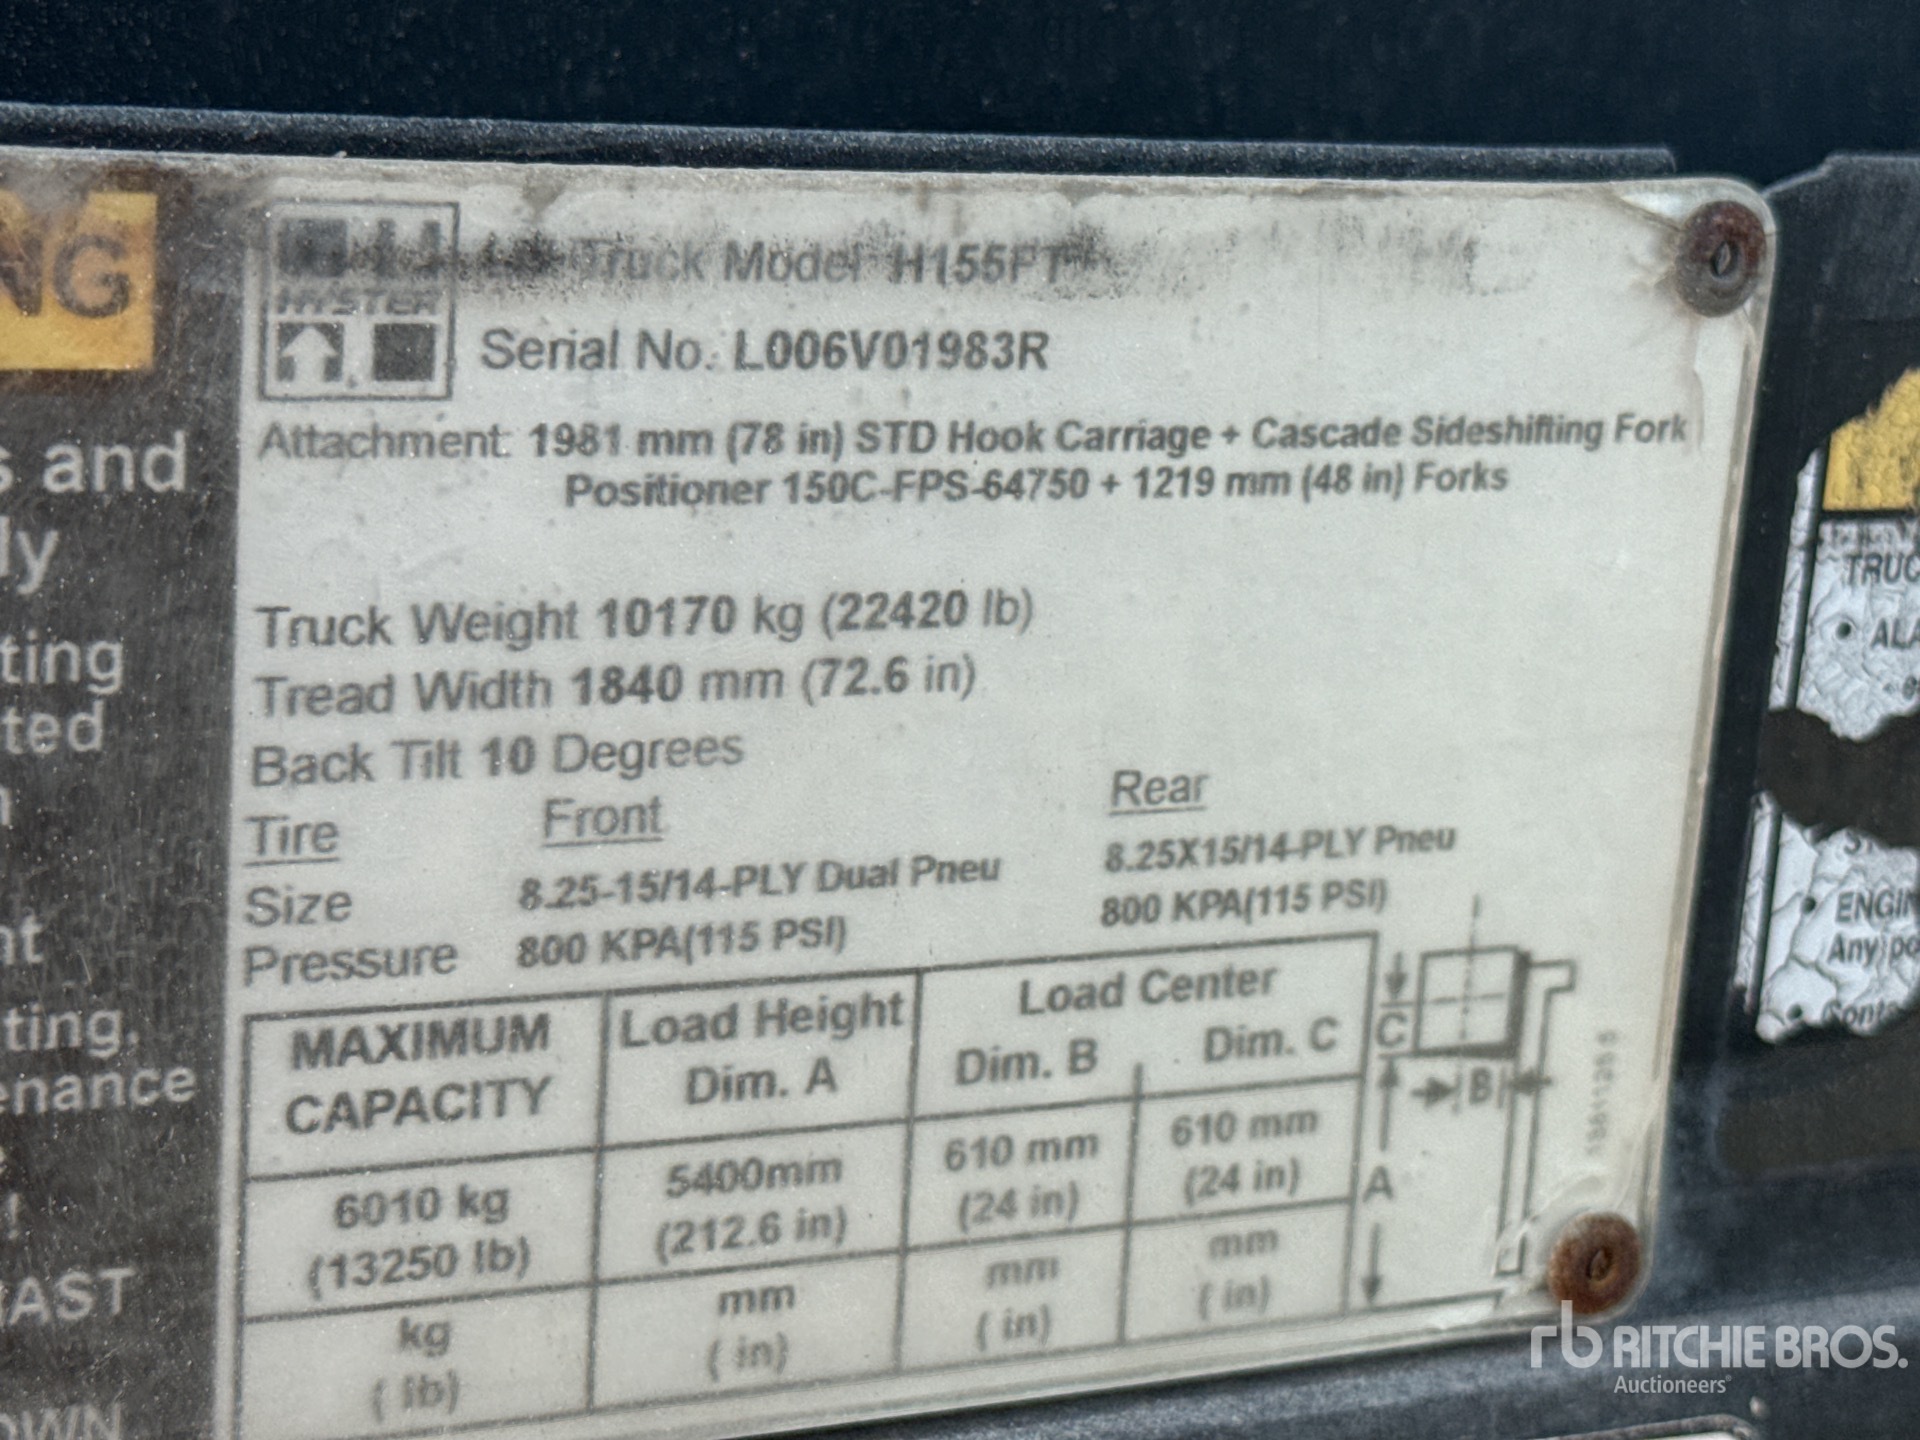 NG
s and
ly
ting
ted
nt
ting.
enance
AST
OWN
HYSTER
Truck Model H155FT
Serial No. L006V01983R
Attachment 1981 mm (78 in) STD Hook Carriage + Cascade Sideshifting Fork
Positioner 150C-FPS-64750 + 1219 mm (48 in) Forks
Truck Weight 10170 kg (22420 lb)
Tread Width 1840 mm (72.6 in)
Back Tilt 10 Degrees
Tire Front Rear
Size 8.25-15/14-PLY Dual Pneu 8.25X15/14-PLY Pneu
Pressure 800 KPA(115 PSI) 800 KPA(115 PSI)
MAXIMUM CAPACITY Load Height Dim. A Load Center Dim. B Dim. C
6010 kg (13250 lb) 5400mm (212.6 in) 610 mm (24 in) 610 mm (24 in)
kg ( lb) mm ( in) mm ( in) mm ( in)
C
B
A
TRUC
ALA
ENGIN
Any po
Conta
rb RITCHIE BROS.
Auctioneers